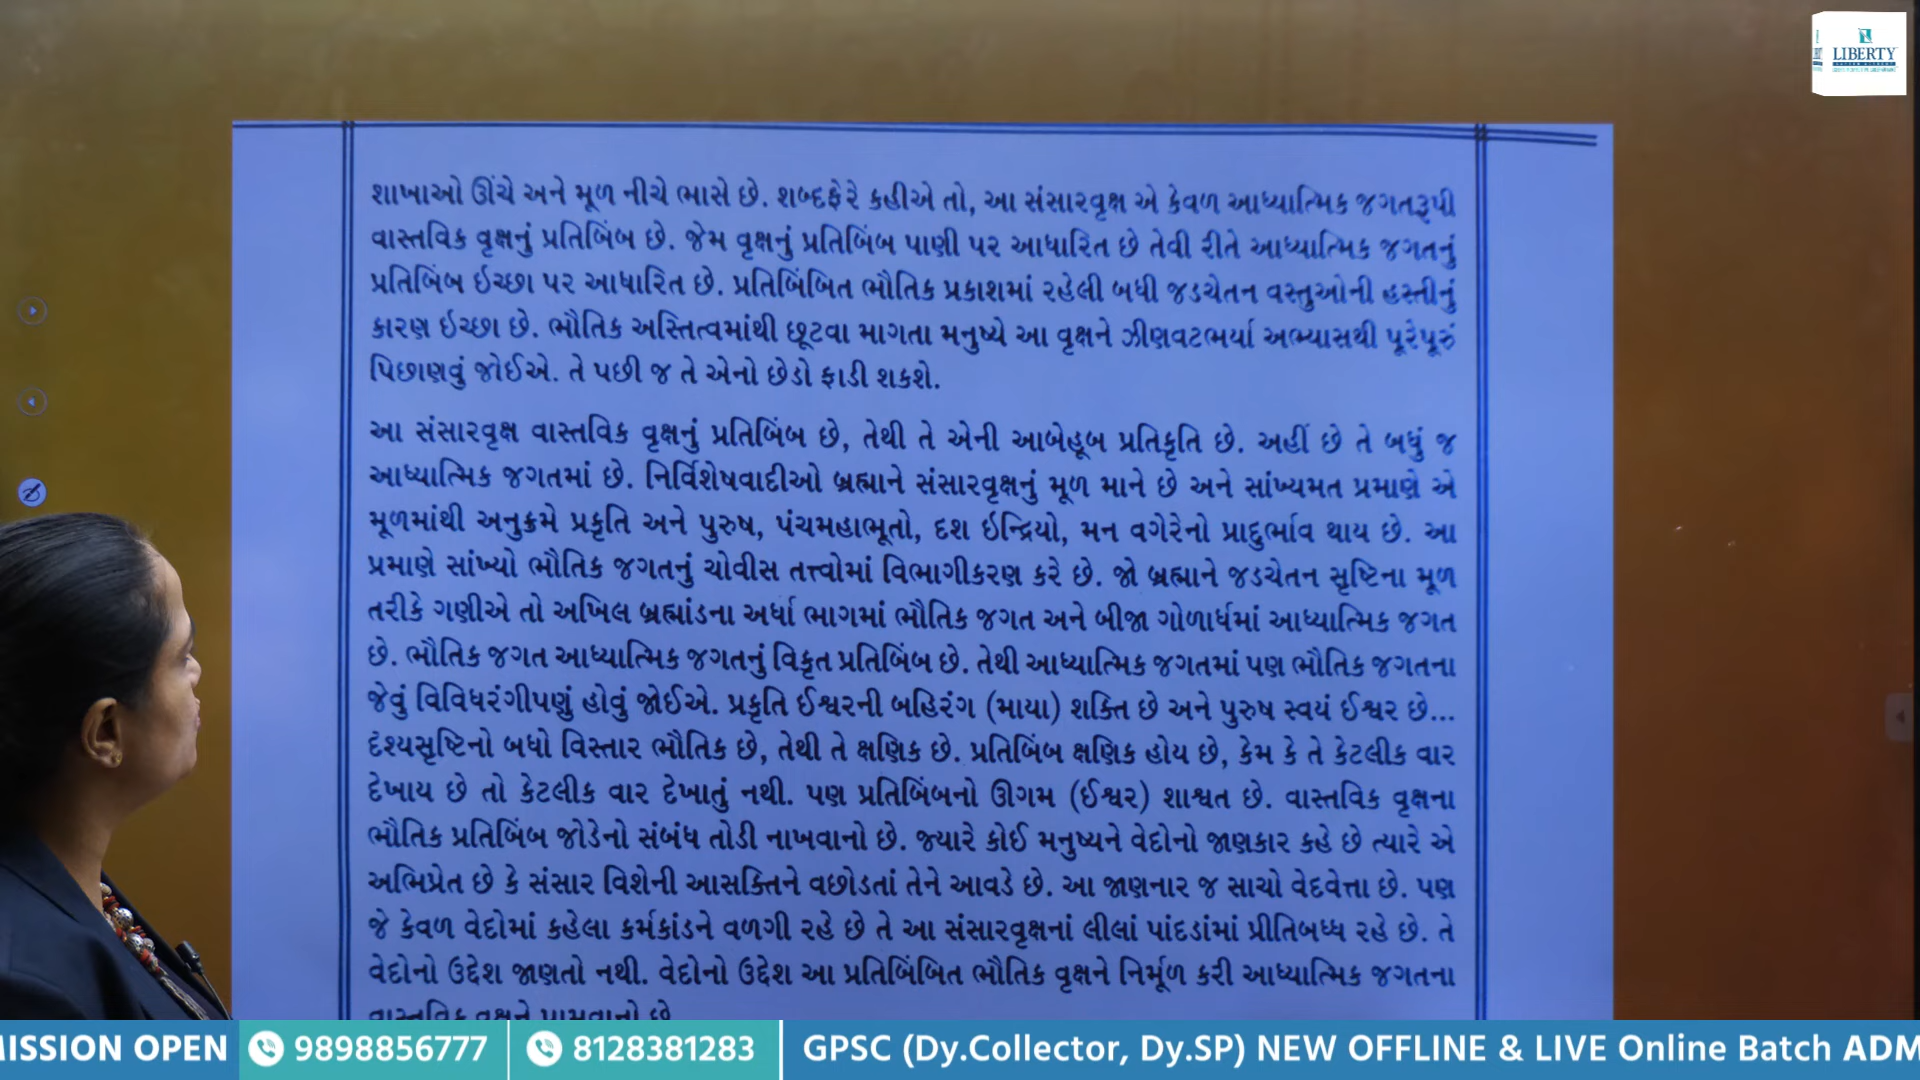 LIBERTY
શાખાઓ ઊંચે અને મૂળ નીચે ભાસે છે. શબ્દફેરે કહીએ તો, આ સંસારવૃક્ષ એ કેવળ આધ્યાત્મિક જગતરૂપી
વાસ્તવિક વૃક્ષનું પ્રતિબિંબ છે. જેમ વૃક્ષનું પ્રતિબિંબ પાણી પર આધારિત છે તેવી રીતે આધ્યાત્મિક જગતનું
પ્રતિબિંબ ઇચ્છા પર આધારિત છે. પ્રતિબિંબિત ભૌતિક પ્રકાશમાં રહેલી બધી જડચેતન વસ્તુઓની હસ્તીનું
કારણ ઇચ્છા છે. ભૌતિક અસ્તિત્વમાંથી છૂટવા માગતા મનુષ્યે આ વૃક્ષને ઝીણવટભર્યા અભ્યાસથી પૂરેપૂરું
પિછાણવું જોઈએ. તે પછી જ તે એનો છેડો ફાડી શકશે.
આ સંસારવૃક્ષ વાસ્તવિક વૃક્ષનું પ્રતિબિંબ છે, તેથી તે એની આબેહૂબ પ્રતિકૃતિ છે. અહીં છે તે બધું જ
આધ્યાત્મિક જગતમાં છે. નિર્વિશેષવાદીઓ બ્રહ્માને સંસારવૃક્ષનું મૂળ માને છે અને સાંખ્યમત પ્રમાણે એ
મૂળમાંથી અનુક્રમે પ્રકૃતિ અને પુરુષ, પંચમહાભૂતો, દશ ઇન્દ્રિયો, મન વગેરેનો પ્રાદુર્ભાવ થાય છે. આ
પ્રમાણે સાંખ્યો ભૌતિક જગતનું ચોવીસ તત્ત્વોમાં વિભાગીકરણ કરે છે. જો બ્રહ્માને જડચેતન સૃષ્ટિના મૂળ
તરીકે ગણીએ તો અખિલ બ્રહ્માંડના અર્ધા ભાગમાં ભૌતિક જગત અને બીજા ગોળાર્ધમાં આધ્યાત્મિક જગત
છે. ભૌતિક જગત આધ્યાત્મિક જગતનું વિકૃત પ્રતિબિંબ છે. તેથી આધ્યાત્મિક જગતમાં પણ ભૌતિક જગતના
જેવું વિવિધરંગીપણું હોવું જોઈએ. પ્રકૃતિ ઈશ્વરની બહિરંગ (માયા) શક્તિ છે અને પુરુષ સ્વયં ઈશ્વર છે...
દૃશ્યસૃષ્ટિનો બધો વિસ્તાર ભૌતિક છે, તેથી તે ક્ષણિક છે. પ્રતિબિંબ ક્ષણિક હોય છે, કેમ કે તે કેટલીક વાર
દેખાય છે તો કેટલીક વાર દેખાતું નથી. પણ પ્રતિબિંબનો ઊગમ (ઈશ્વર) શાશ્વત છે. વાસ્તવિક વૃક્ષના
ભૌતિક પ્રતિબિંબ જોડેનો સંબંધ તોડી નાખવાનો છે. જ્યારે કોઈ મનુષ્યને વેદોનો જાણકાર કહે છે ત્યારે એ
અભિપ્રેત છે કે સંસાર વિશેની આસક્તિને વછોડતાં તેને આવડે છે. આ જાણનાર જ સાચો વેદવેત્તા છે. પણ
જે કેવળ વેદોમાં કહેલા કર્મકાંડને વળગી રહે છે તે આ સંસારવૃક્ષનાં લીલાં પાંદડાંમાં પ્રીતિબધ્ધ રહે છે. તે
વેદોનો ઉદ્દેશ જાણતો નથી. વેદોનો ઉદ્દેશ આ પ્રતિબિંબિત ભૌતિક વૃક્ષને નિર્મૂળ કરી આધ્યાત્મિક જગતના
વાસ્તવિક વૃક્ષને પામવાનો છે.
MISSION OPEN 9898856777 8128381283 GPSC (Dy.Collector, Dy.SP) NEW OFFLINE & LIVE Online Batch ADM